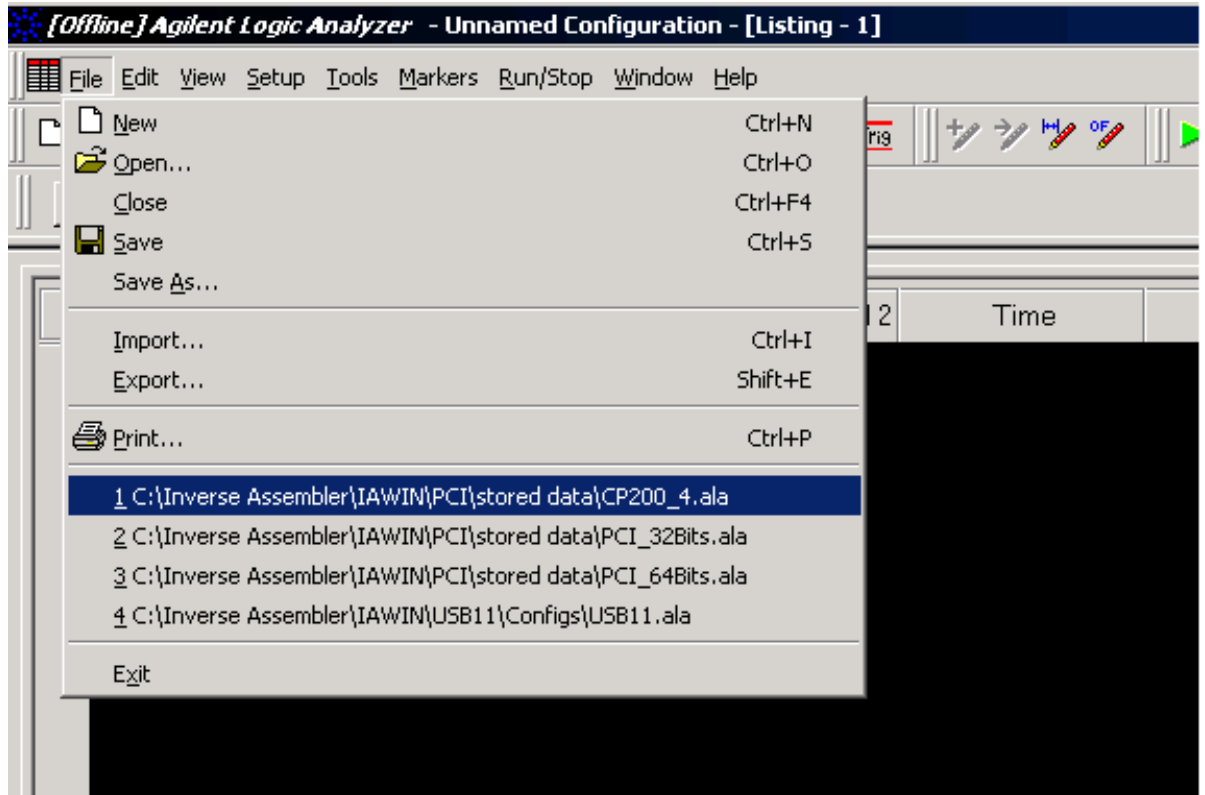 [Offline] Agilent Logic Analyzer - Unnamed Configuration - [Listing - 1]
File Edit View Setup Tools Markers Run/Stop Window Help
New Ctrl+N
Open... Ctrl+O
Close Ctrl+F4
Save Ctrl+S
Save As...
Import... Ctrl+I
Export... Shift+E
Print... Ctrl+P
1 C:\Inverse Assembler\IAWIN\PCI\stored data\CP200_4.ala
2 C:\Inverse Assembler\IAWIN\PCI\stored data\PCI_32Bits.ala
3 C:\Inverse Assembler\IAWIN\PCI\stored data\PCI_64Bits.ala
4 C:\Inverse Assembler\IAWIN\USB11\Configs\USB11.ala
Exit
2 Time